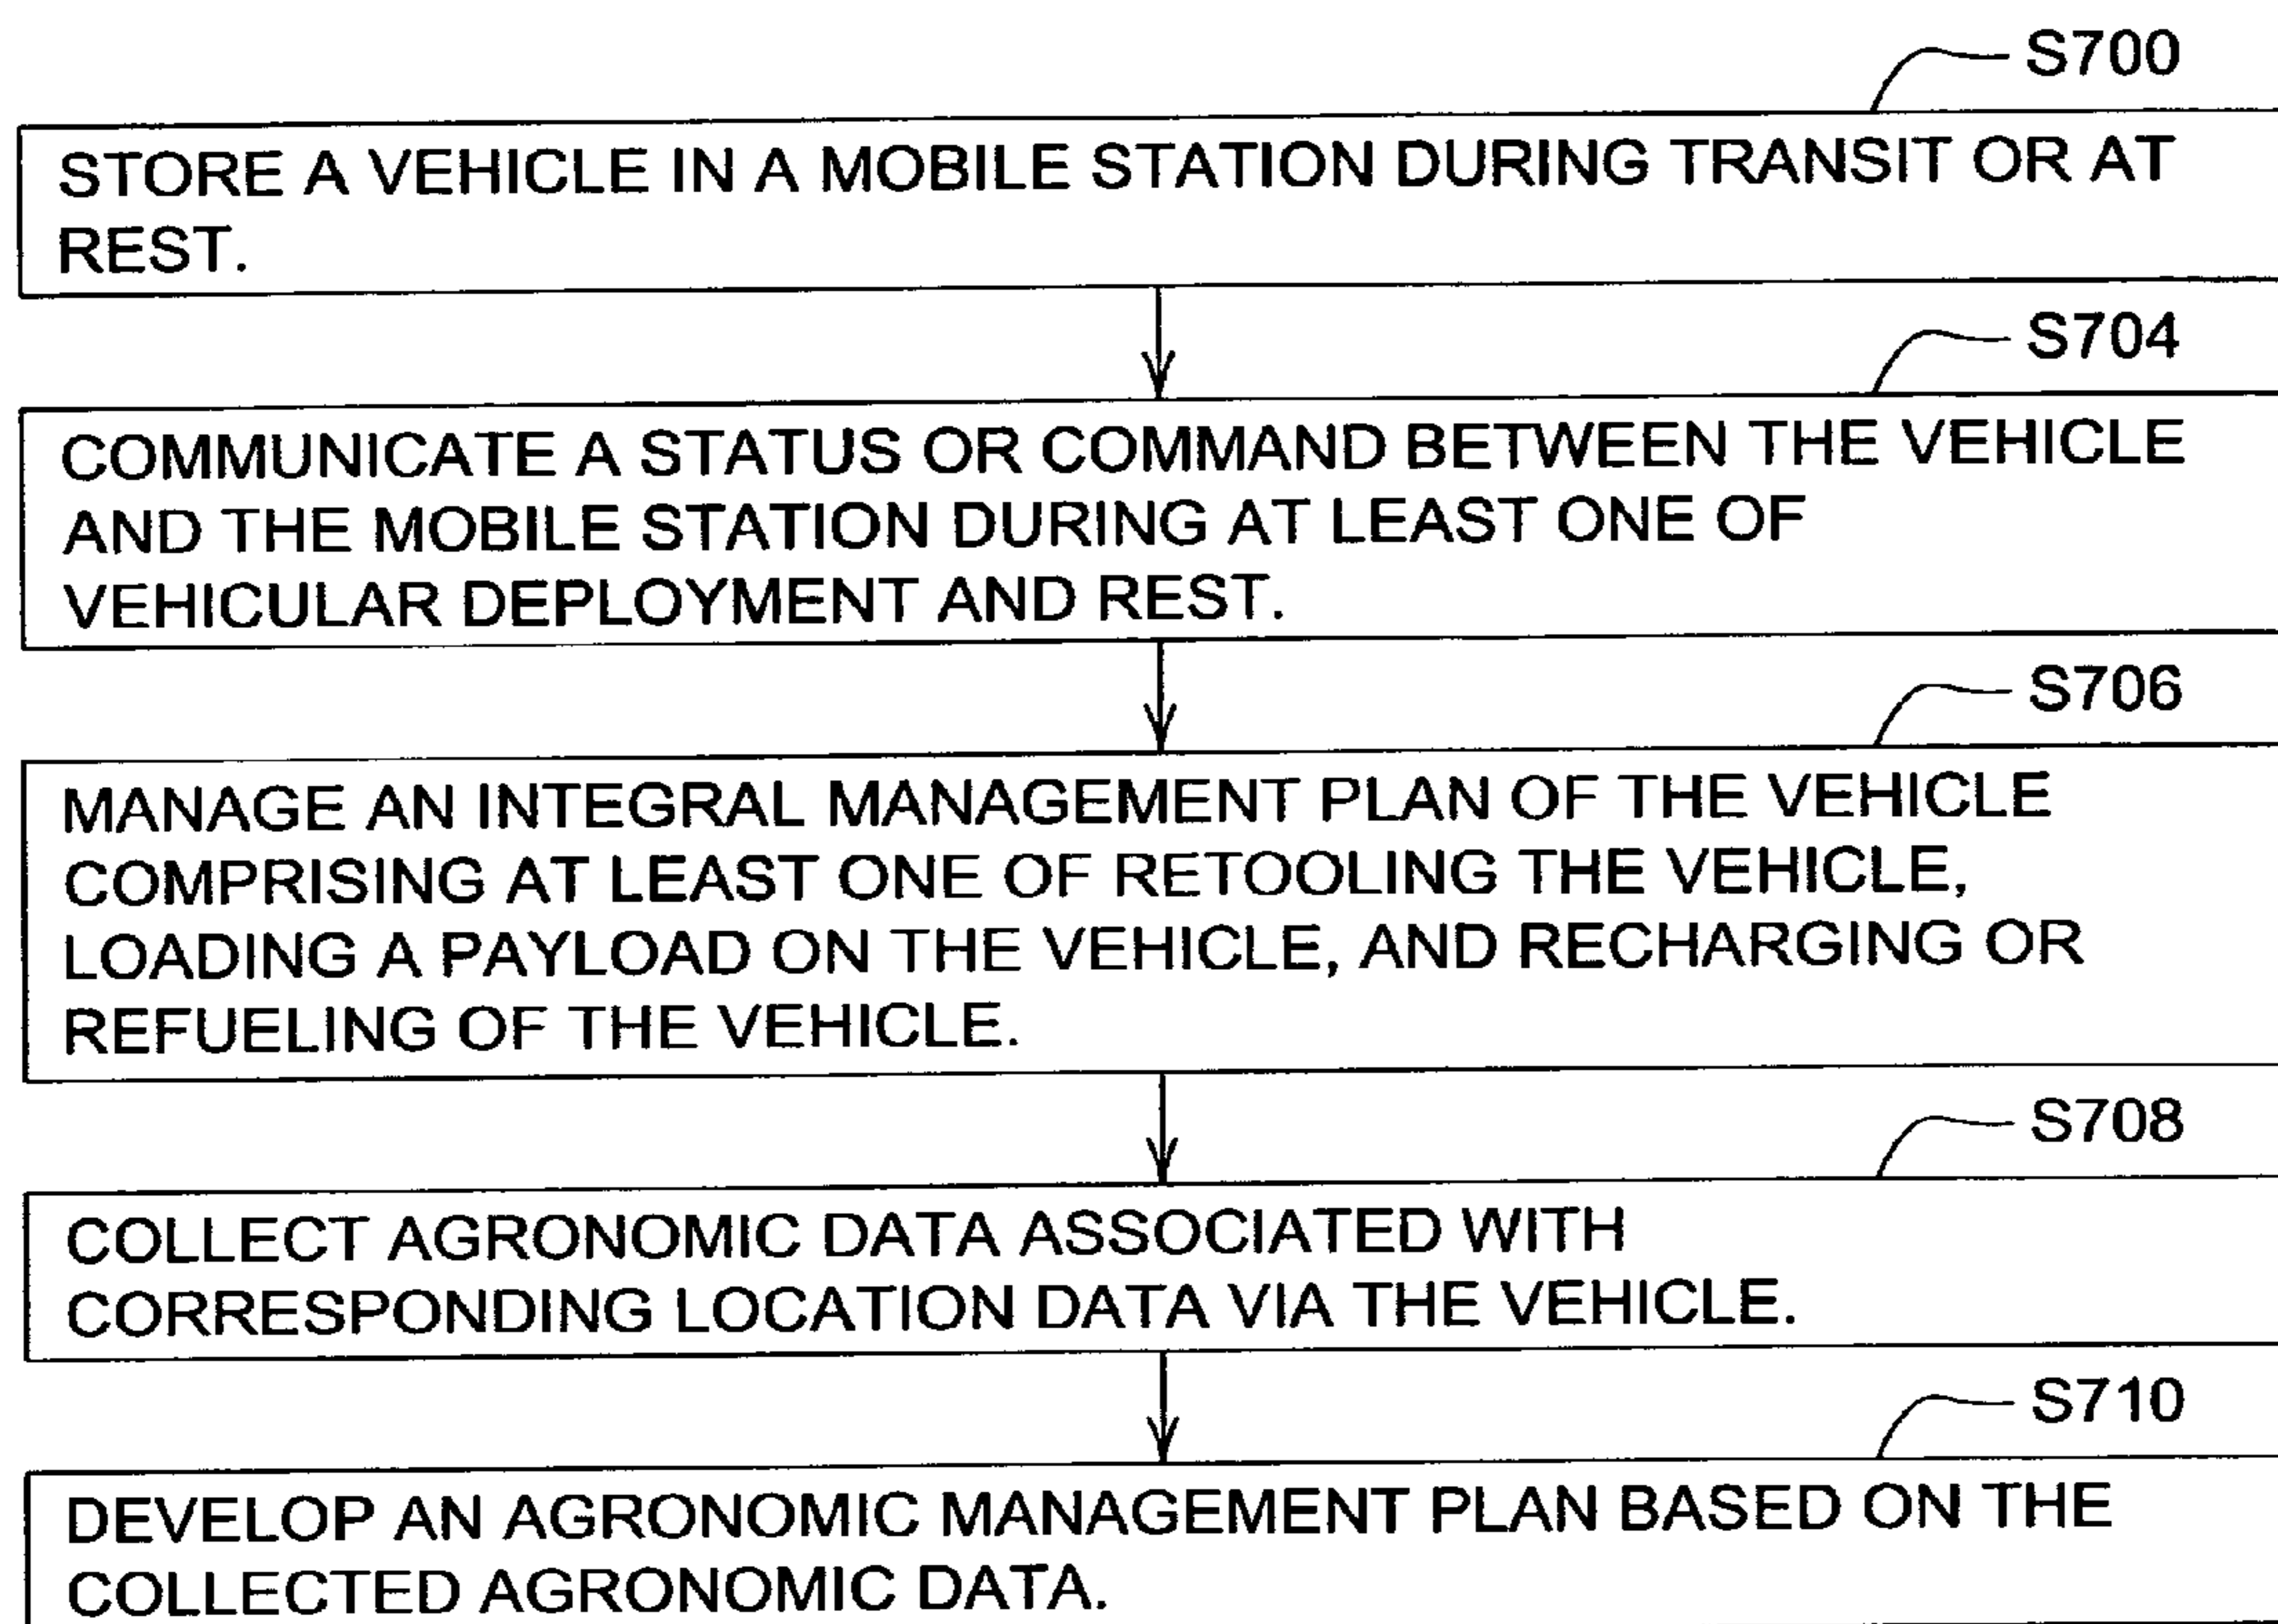 S700
STORE A VEHICLE IN A MOBILE STATION DURING TRANSIT OR AT
REST.
S704
COMMUNICATE A STATUS OR COMMAND BETWEEN THE VEHICLE
AND THE MOBILE STATION DURING AT LEAST ONE OF
VEHICULAR DEPLOYMENT AND REST.
S706
MANAGE AN INTEGRAL MANAGEMENT PLAN OF THE VEHICLE
COMPRISING AT LEAST ONE OF RETOOLING THE VEHICLE,
LOADING A PAYLOAD ON THE VEHICLE, AND RECHARGING OR
REFUELING OF THE VEHICLE.
S708
COLLECT AGRONOMIC DATA ASSOCIATED WITH
CORRESPONDING LOCATION DATA VIA THE VEHICLE.
S710
DEVELOP AN AGRONOMIC MANAGEMENT PLAN BASED ON THE
COLLECTED AGRONOMIC DATA.